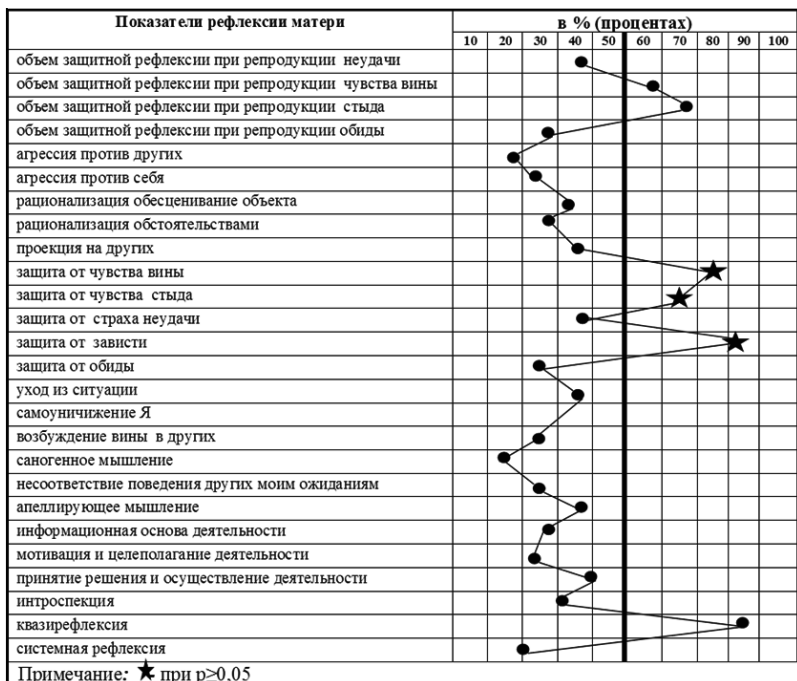 Показатели рефлексии матери
в % (процентах)
10 20 30 40 50 60 70 80 90 100
объем защитной рефлексии при репродукции неудачи
объем защитной рефлексии при репродукции чувства вины
объем защитной рефлексии при репродукции стыда
объем защитной рефлексии при репродукции обиды
агрессия против других
агрессия против себя
рационализация обесценивание объекта
рационализация обстоятельствами
проекция на других
защита от чувства вины
защита от чувства стыда
защита от страха неудачи
защита от зависти
защита от обиды
уход из ситуации
самоуничижение Я
возбуждение вины в других
саногенное мышление
несоответствие поведения других моим ожиданиям
апеллирующее мышление
информационная основа деятельности
мотивация и целеполагание деятельности
принятие решения и осуществление деятельности
интроспекция
квазирефлексия
системная рефлексия
Примечание: ★ при р≥0,05